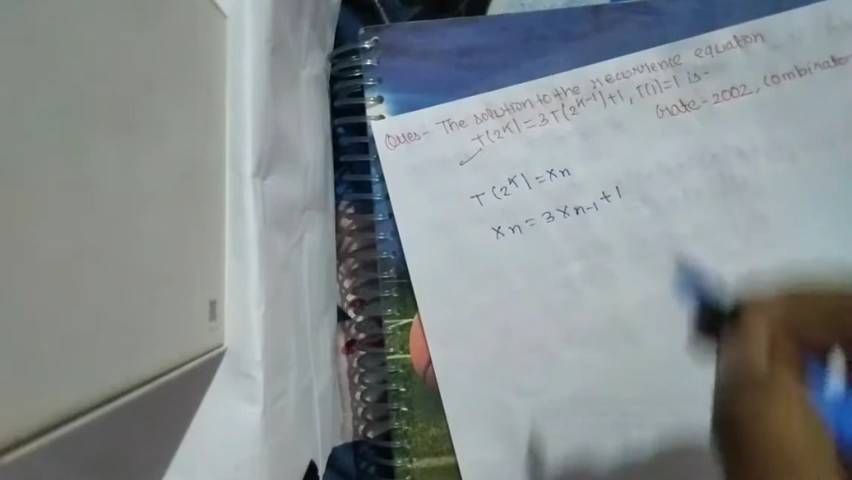 Ques- The solution to the recurrence equation
T(2^K) = 3T(2^K-1)+1, T(1)=1 is-
Gate-2002, Combinator
T(2^K) = xn
xn = 3xn-1+1